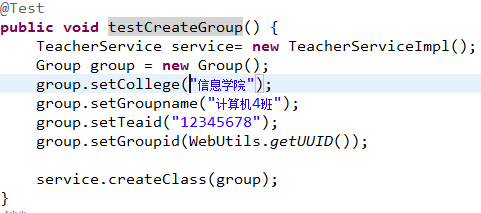 @Test
public void testCreateGroup() {
TeacherService service= new TeacherServiceImpl();
Group group = new Group();
group.setCollege("信息学院");
group.setGroupname("计算机4班");
group.setTeaid("12345678");
group.setGroupid(WebUtils.getUUID());
service.createClass(group);
}